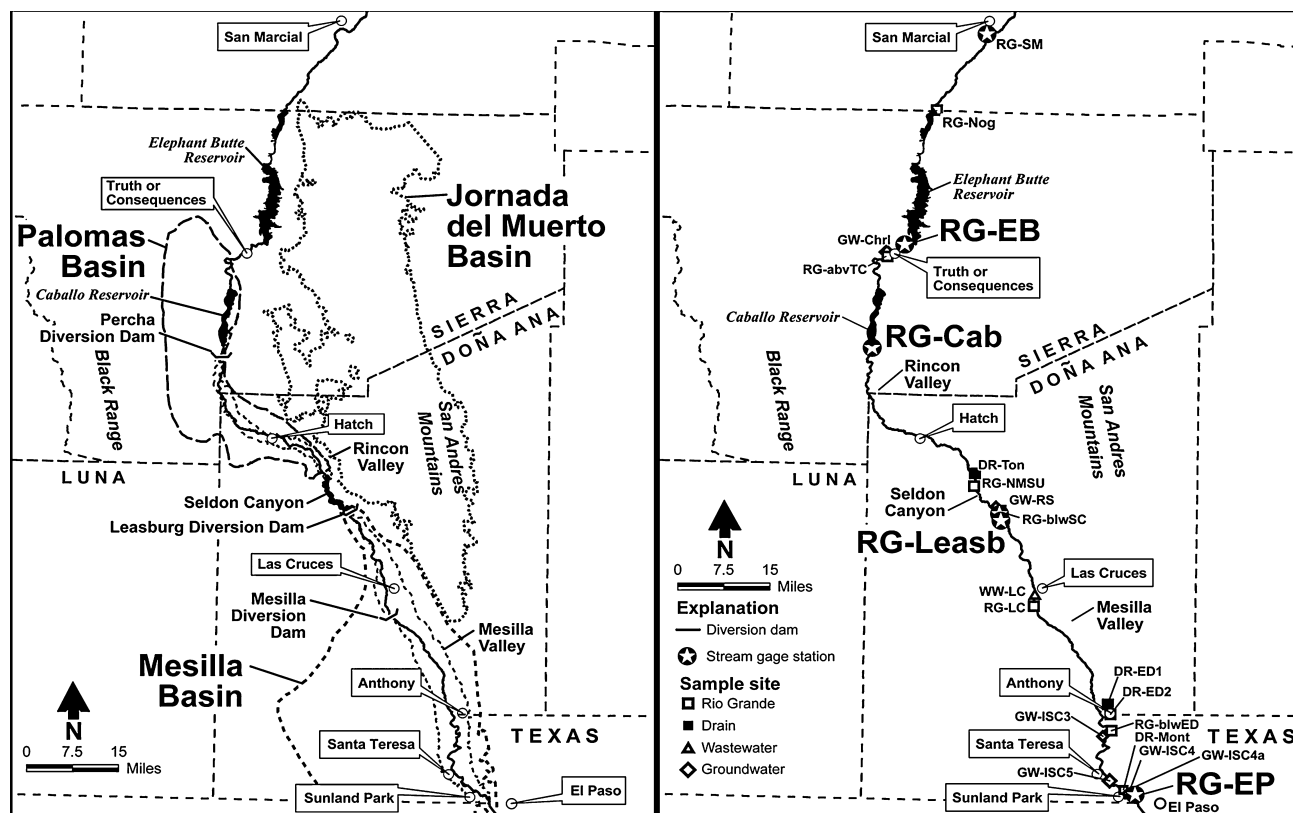 San Marcial
Elephant Butte
Reservoir
Truth or
Consequences
Jornada
del Muerto
Basin
Palomas
Basin
Caballo Reservoir
Percha
Diversion Dam
SIERRA
DOÑA ANA
Black Range
San Andres
Mountains
Hatch
Rincon
Valley
LUNA
Seldon Canyon
Leasburg Diversion Dam
Las Cruces
Mesilla
Diversion
Dam
Mesilla
Valley
Mesilla
Basin
Anthony
N
TEXAS
Santa Teresa
0 7.5 15
Miles
Sunland Park
El Paso
San Marcial
RG-SM
RG-Nog
Elephant Butte
Reservoir
GW-Chrl
RG-EB
RG-abvTC
Truth or
Consequences
Caballo Reservoir
RG-Cab
SIERRA
DOÑA ANA
Rincon
Valley
Black Range
San Andres
Mountains
Hatch
DR-Ton
RG-NMSU
Seldon
Canyon
GW-RS
RG-blwSC
RG-Leasb
N
0 7.5 15
Miles
Las Cruces
WW-LC
RG-LC
Mesilla
Valley
Explanation
Diversion dam
Stream gage station
Sample site
Rio Grande
Drain
Wastewater
Groundwater
DR-ED1
Anthony
DR-ED2
GW-ISC3
RG-blwED
DR-Mont
TEXAS
Santa Teresa
GW-ISC4
GW-ISC4a
GW-ISC5
RG-EP
Sunland Park
El Paso